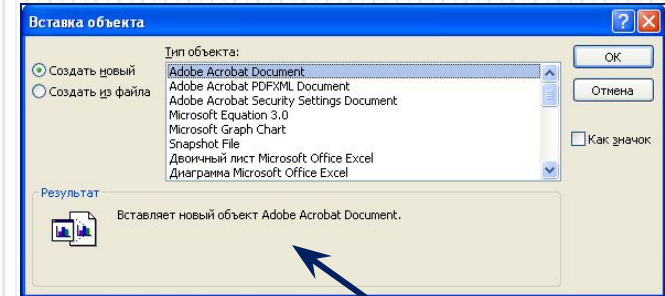 Вставка объекта
Тип объекта:
Создать новый
Создать из файла
Adobe Acrobat Document
Adobe Acrobat PDFXML Document
Adobe Acrobat Security Settings Document
Microsoft Equation 3.0
Microsoft Graph Chart
Snapshot File
Двоичный лист Microsoft Office Excel
Диаграмма Microsoft Office Excel
ОК
Отмена
Как значок
Результат
Вставляет новый объект Adobe Acrobat Document.